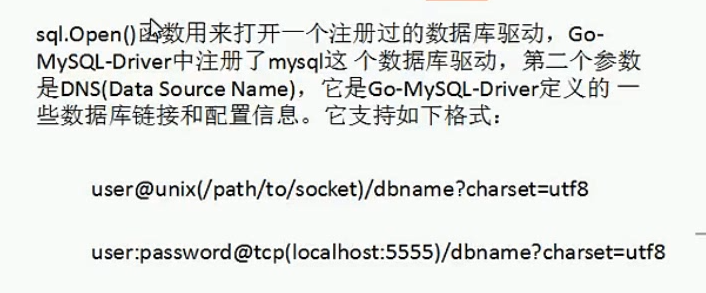 sql.Open()函数用来打开一个注册过的数据库驱动，Go-
MySQL-Driver中注册了mysql这 个数据库驱动，第二个参数
是DNS(Data Source Name)，它是Go-MySQL-Driver定义的 一
些数据库链接和配置信息。它支持如下格式：
user@unix(/path/to/socket)/dbname?charset=utf8
user:password@tcp(localhost:5555)/dbname?charset=utf8